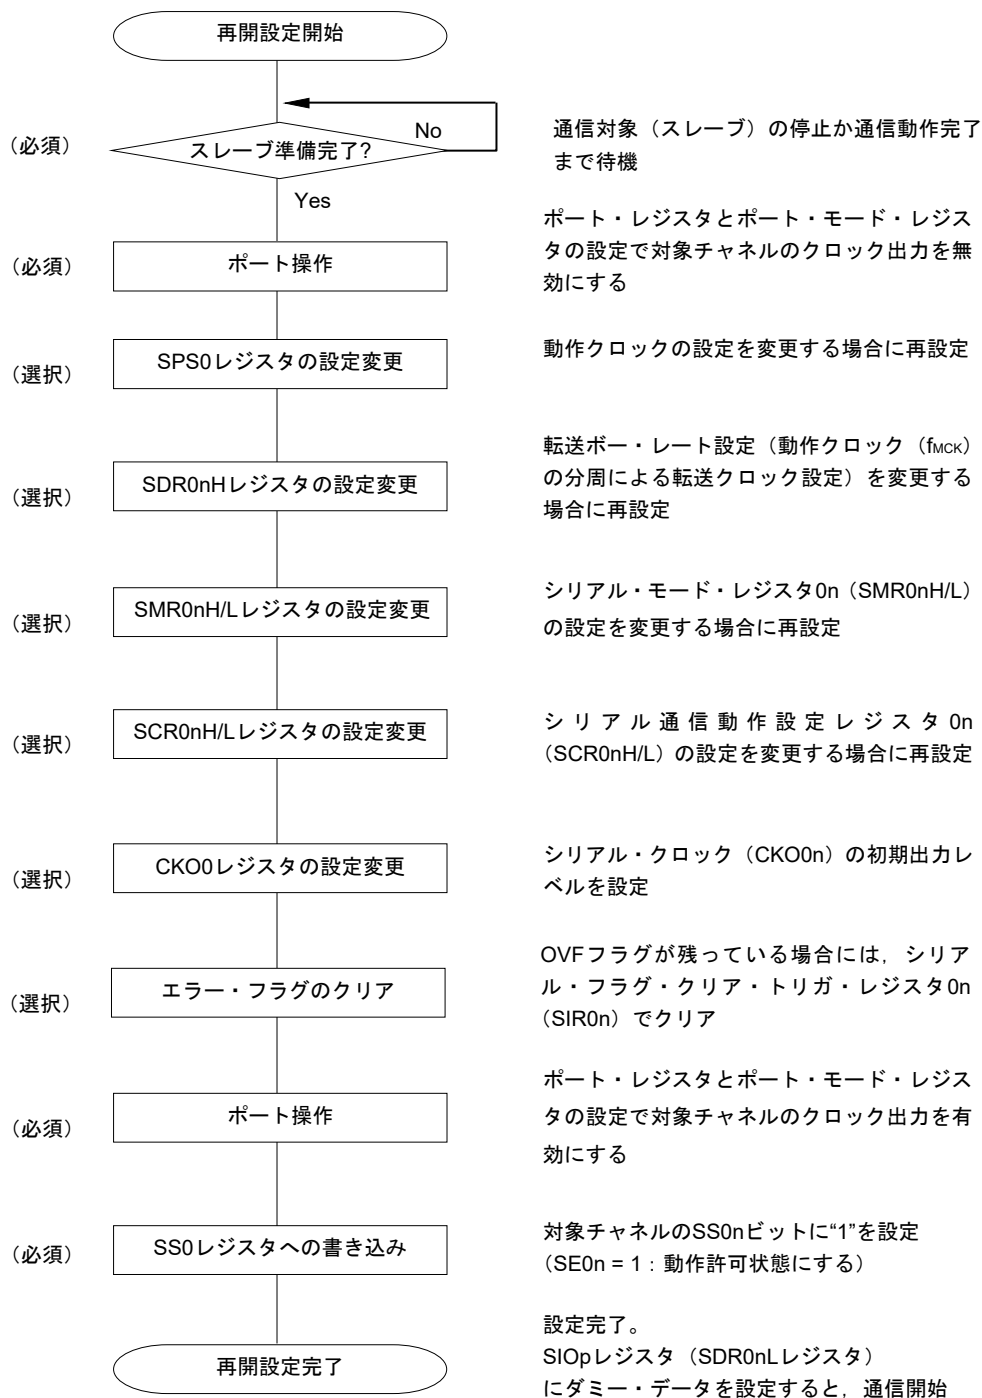 再開設定開始
No
（必須）
スレーブ準備完了?
通信対象（スレーブ）の停止か通信動作完了
まで待機
Yes
（必須）
ポート操作
ポート・レジスタとポート・モード・レジス
タの設定で対象チャネルのクロック出力を無
効にする
（選択）
SPS0レジスタの設定変更
動作クロックの設定を変更する場合に再設定
（選択）
SDR0nHレジスタの設定変更
転送ボー・レート設定（動作クロック（fMCK）
の分周による転送クロック設定）を変更する
場合に再設定
（選択）
SMR0nH/Lレジスタの設定変更
シリアル・モード・レジスタ0n（SMR0nH/L）
の設定を変更する場合に再設定
（選択）
SCR0nH/Lレジスタの設定変更
シリアル通信動作設定レジスタ0n
（SCR0nH/L）の設定を変更する場合に再設定
（選択）
CKO0レジスタの設定変更
シリアル・クロック（CKO0n）の初期出力レ
ベルを設定
（選択）
エラー・フラグのクリア
OVFフラグが残っている場合には，シリア
ル・フラグ・クリア・トリガ・レジスタ0n
（SIR0n）でクリア
（必須）
ポート操作
ポート・レジスタとポート・モード・レジス
タの設定で対象チャネルのクロック出力を有
効にする
（必須）
SS0レジスタへの書き込み
対象チャネルのSS0nビットに“1”を設定
（SE0n = 1：動作許可状態にする）
再開設定完了
設定完了。
SIOpレジスタ（SDR0nLレジスタ）
にダミー・データを設定すると，通信開始